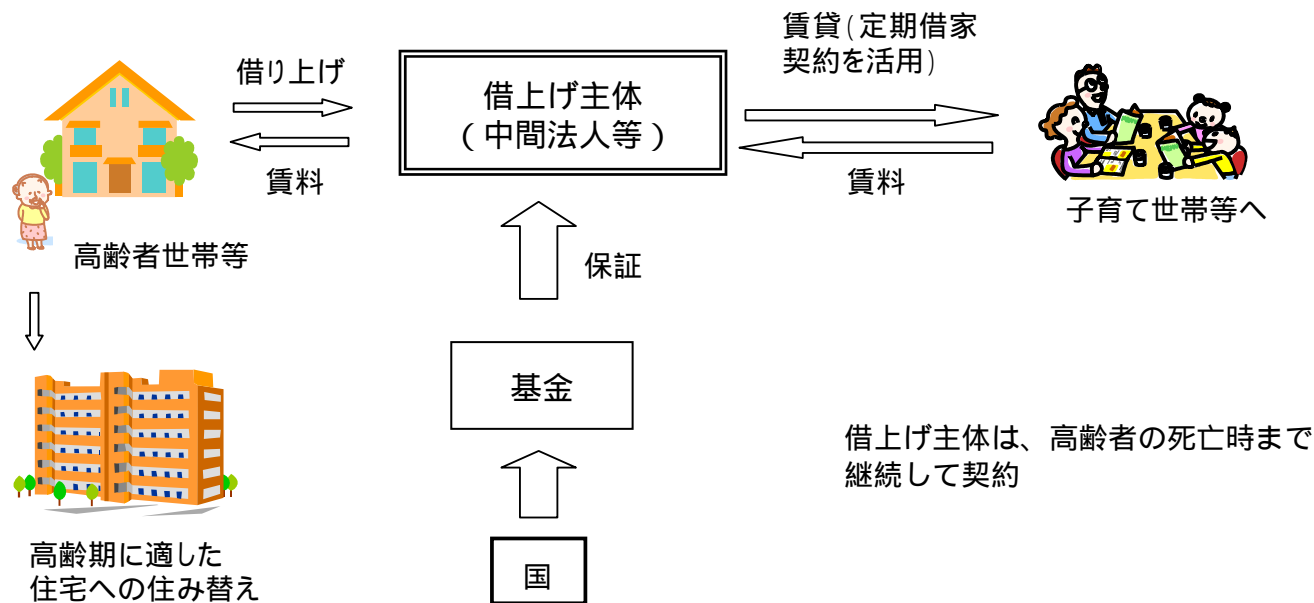 借り上げ
賃料
高齢者世帯等
高齢期に適した
住宅への住み替え
借上げ主体
（中間法人等）
保証
基金
国
賃貸(定期借家
契約を活用)
賃料
子育て世帯等へ
借上げ主体は、高齢者の死亡時まで
継続して契約